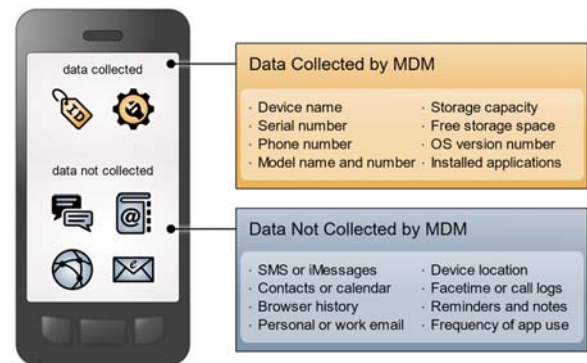 data collected
ID
data not collected
@
e
Data Collected by MDM
· Device name
· Serial number
· Phone number
· Model name and number
· Storage capacity
· Free storage space
· OS version number
· Installed applications
Data Not Collected by MDM
· SMS or iMessages
· Contacts or calendar
· Browser history
· Personal or work email
· Device location
· Facetime or call logs
· Reminders and notes
· Frequency of app use